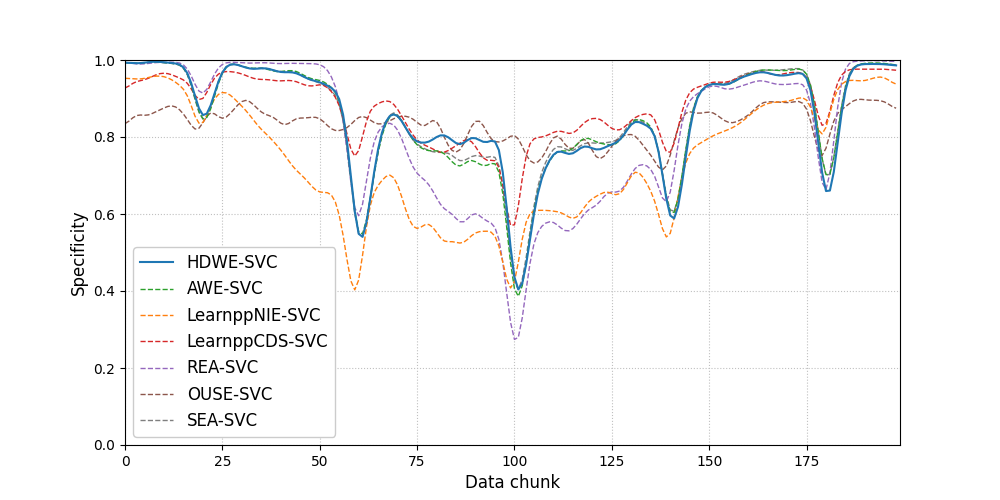 1.0
0.8
0.6
0.4
0.2
0.0
Specificity
HDWE-SVC
AWE-SVC
LearnppNIE-SVC
LearnppCDS-SVC
REA-SVC
OUSE-SVC
SEA-SVC
0 25 50 75 100 125 150 175
Data chunk